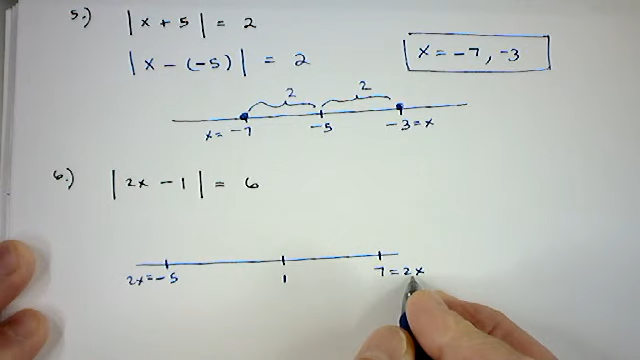 5.) |x + 5| = 2
|x - (-5)| = 2
x = -7, -3
2 2
x = -7 -5 -3 = x
6.) |2x - 1| = 6
2x = -5 1 7 = 2x